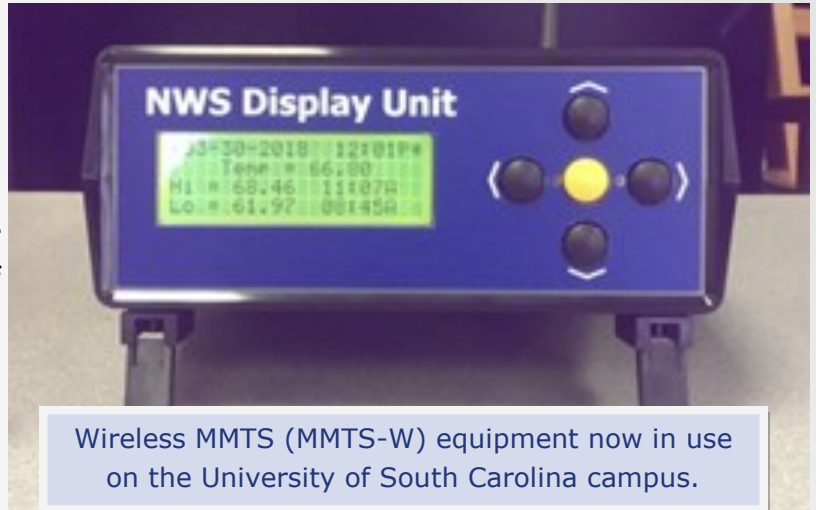 NWS Display Unit
03-30-2018 12:01PM
Temp = 66.80
Hi = 68.46 11:07A
Lo = 61.97 08:45A
Wireless MMTS (MMTS-W) equipment now in use
on the University of South Carolina campus.